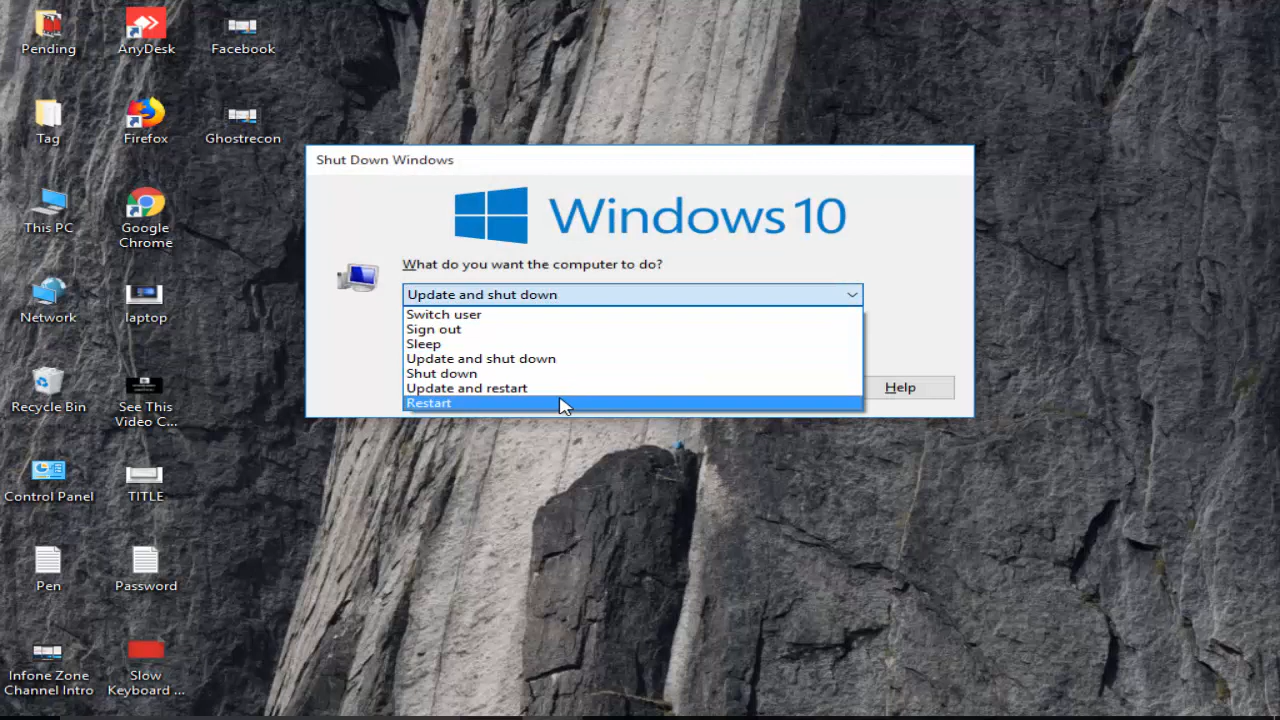 Pending
AnyDesk
Facebook
Tag
Firefox
Ghostrecon
This PC
Google
Chrome
Network
laptop
Recycle Bin
See This
Video C...
Control Panel
TITLE
Pen
Password
Infone Zone
Channel Intro
Slow
Keyboard ...
Shut Down Windows
Windows 10
What do you want the computer to do?
Update and shut down
Switch user
Sign out
Sleep
Update and shut down
Shut down
Update and restart
Restart
Help